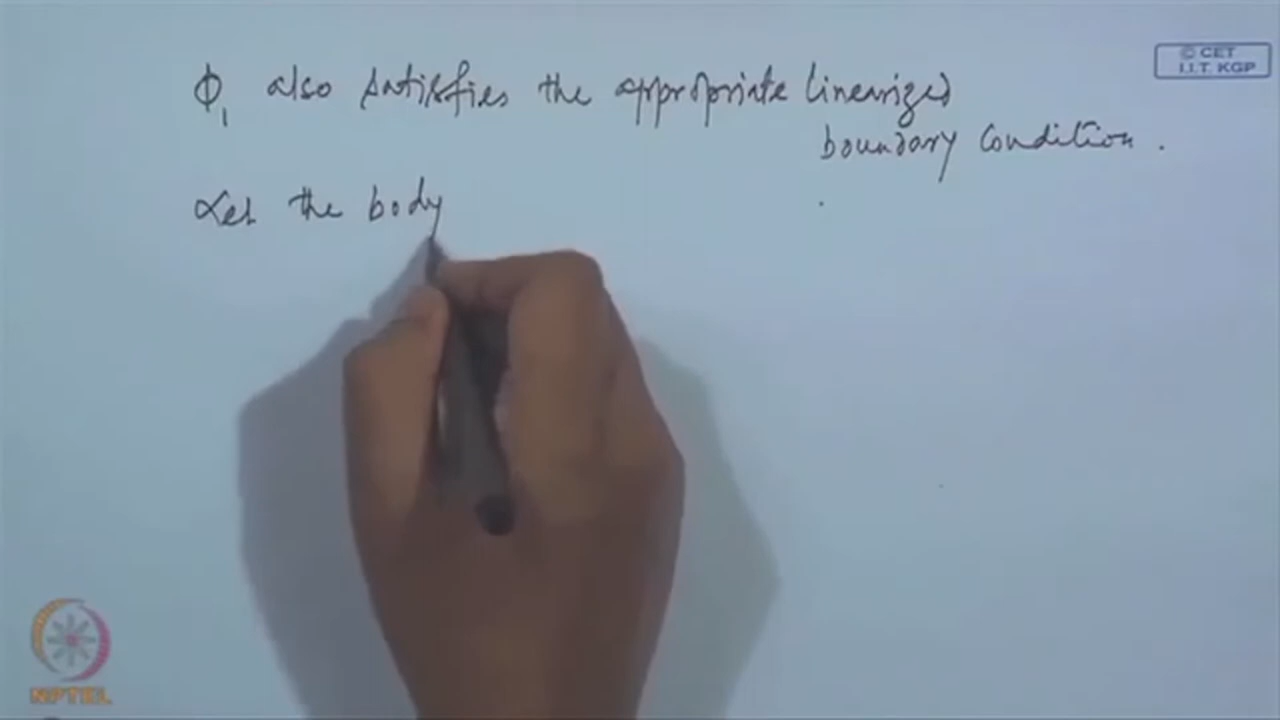 © CET
I.I.T. KGP
Φ₁ also satisfies the appropriate linearized
boundary condition.
Let the body
NPTEL